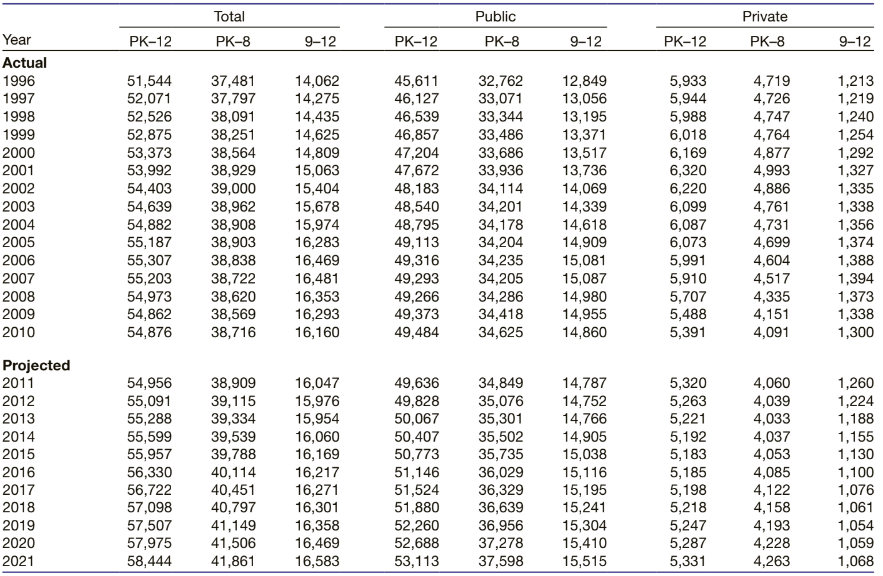 Total Public Private
Year PK–12 PK–8 9–12 PK–12 PK–8 9–12 PK–12 PK–8 9–12
Actual
1996 51,544 37,481 14,062 45,611 32,762 12,849 5,933 4,719 1,213
1997 52,071 37,797 14,275 46,127 33,071 13,056 5,944 4,726 1,219
1998 52,526 38,091 14,435 46,539 33,344 13,195 5,988 4,747 1,240
1999 52,875 38,251 14,625 46,857 33,486 13,371 6,018 4,764 1,254
2000 53,373 38,564 14,809 47,204 33,686 13,517 6,169 4,877 1,292
2001 53,992 38,929 15,063 47,672 33,936 13,736 6,320 4,993 1,327
2002 54,403 39,000 15,404 48,183 34,114 14,069 6,220 4,886 1,335
2003 54,639 38,962 15,678 48,540 34,201 14,339 6,099 4,761 1,338
2004 54,882 38,908 15,974 48,795 34,178 14,618 6,087 4,731 1,356
2005 55,187 38,903 16,283 49,113 34,204 14,909 6,073 4,699 1,374
2006 55,307 38,838 16,469 49,316 34,235 15,081 5,991 4,604 1,388
2007 55,203 38,722 16,481 49,293 34,205 15,087 5,910 4,517 1,394
2008 54,973 38,620 16,353 49,266 34,286 14,980 5,707 4,335 1,373
2009 54,862 38,569 16,293 49,373 34,418 14,955 5,488 4,151 1,338
2010 54,876 38,716 16,160 49,484 34,625 14,860 5,391 4,091 1,300
Projected
2011 54,956 38,909 16,047 49,636 34,849 14,787 5,320 4,060 1,260
2012 55,091 39,115 15,976 49,828 35,076 14,752 5,263 4,039 1,224
2013 55,288 39,334 15,954 50,067 35,301 14,766 5,221 4,033 1,188
2014 55,599 39,539 16,060 50,407 35,502 14,905 5,192 4,037 1,155
2015 55,957 39,788 16,169 50,773 35,735 15,038 5,183 4,053 1,130
2016 56,330 40,114 16,217 51,146 36,029 15,116 5,185 4,085 1,100
2017 56,722 40,451 16,271 51,524 36,329 15,195 5,198 4,122 1,076
2018 57,098 40,797 16,301 51,880 36,639 15,241 5,218 4,158 1,061
2019 57,507 41,149 16,358 52,260 36,956 15,304 5,247 4,193 1,054
2020 57,975 41,506 16,469 52,688 37,278 15,410 5,287 4,228 1,059
2021 58,444 41,861 16,583 53,113 37,598 15,515 5,331 4,263 1,068